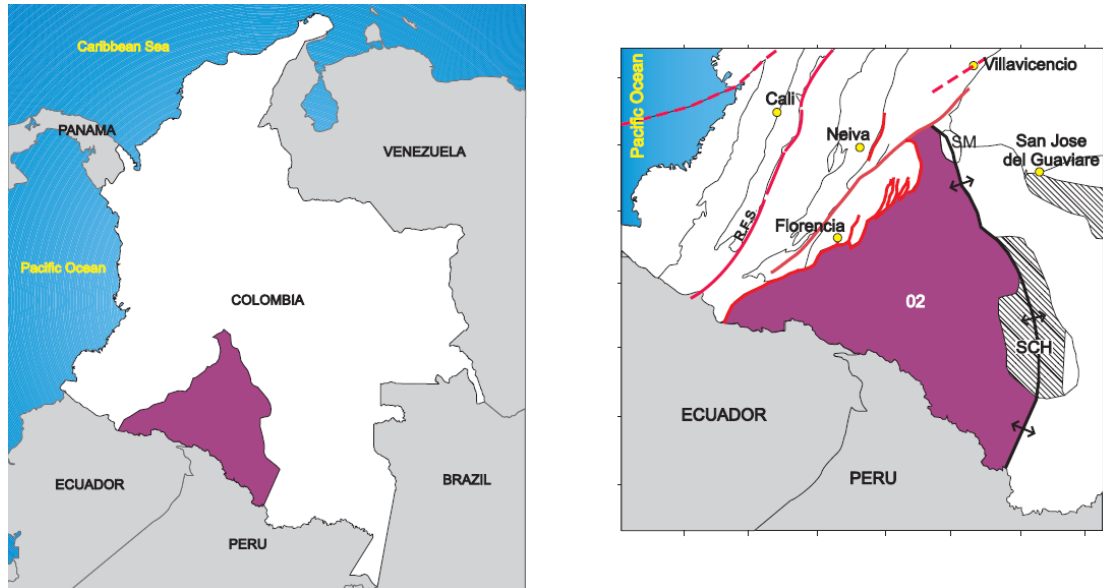 Caribbean Sea
PANAMA
VENEZUELA
Pacific Ocean
COLOMBIA
ECUADOR
BRAZIL
PERU
Pacific Ocean
Villavicencio
Cali
Neiva
SM
San Jose
del Guaviare
R.F.S
Florencia
02
SCH
ECUADOR
PERU